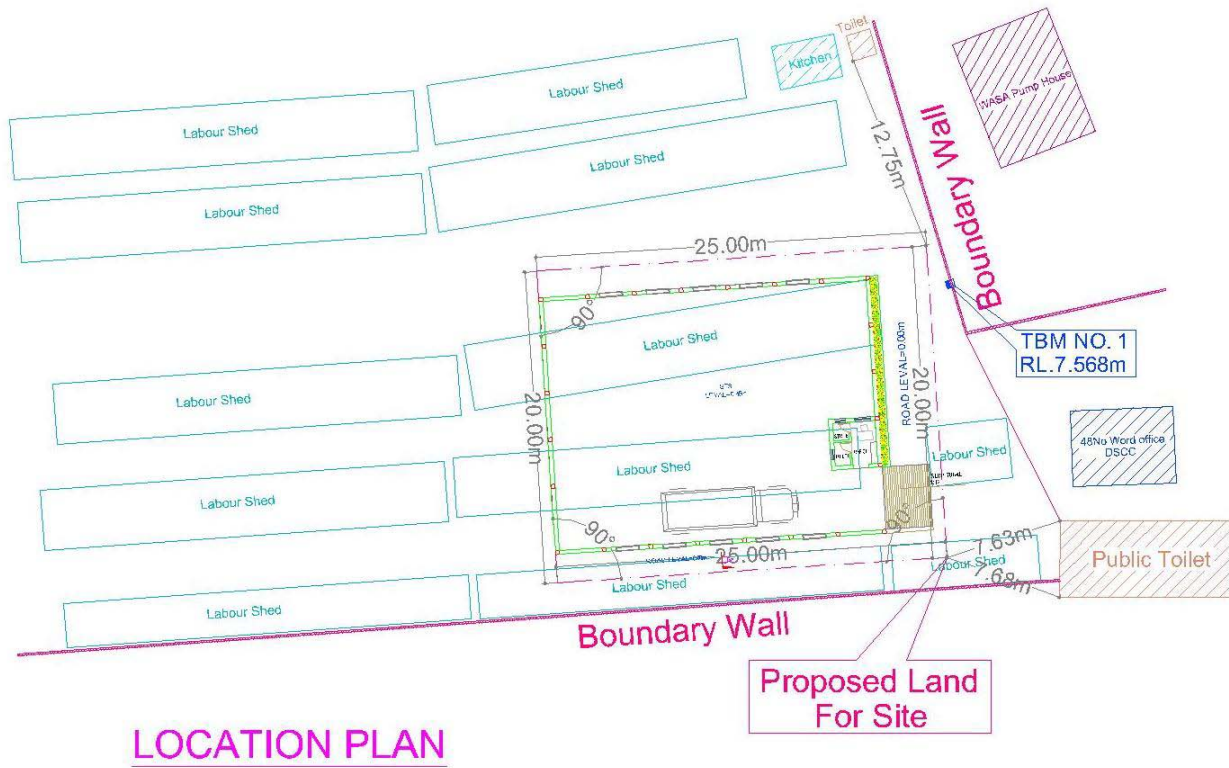 Toilet
Kitchen
WASA Pump House
Labour Shed
Labour Shed
Labour Shed
Labour Shed
12.75m
Boundary Wall
25.00m
90°
TBM NO. 1
RL.7.568m
Labour Shed
Labour Shed
ROAD LEVAL=0.00m
20.00m
20.00m
48No Word office
DSCC
Labour Shed
Labour Shed
Labour Shed
90°
90°
25.00m
7.63m
Public Toilet
Labour Shed
7.68m
Labour Shed
Labour Shed
Boundary Wall
Proposed Land
For Site
LOCATION PLAN